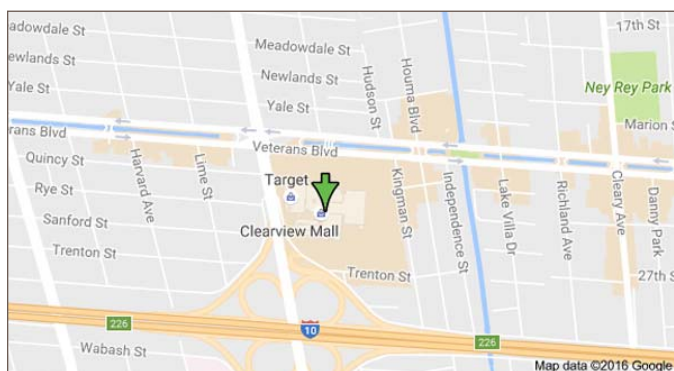 17th St
Meadowdale St
Meadowdale St
Newlands St
Newlands St
Yale St
Yale St
Hudson St
Houma Blvd
Ney Rey Park
Marion St
rans Blvd
Veterans Blvd
Quincy St
Harvard Ave
Lime St
Rye St
Target
Kingman St
Independence St
Lake Villa Dr
Richland Ave
Cleary Ave
Danny Park
Sanford St
Clearview Mall
Trenton St
Trenton St
27th St
226
10
226
Wabash St
Map data ©2016 Google